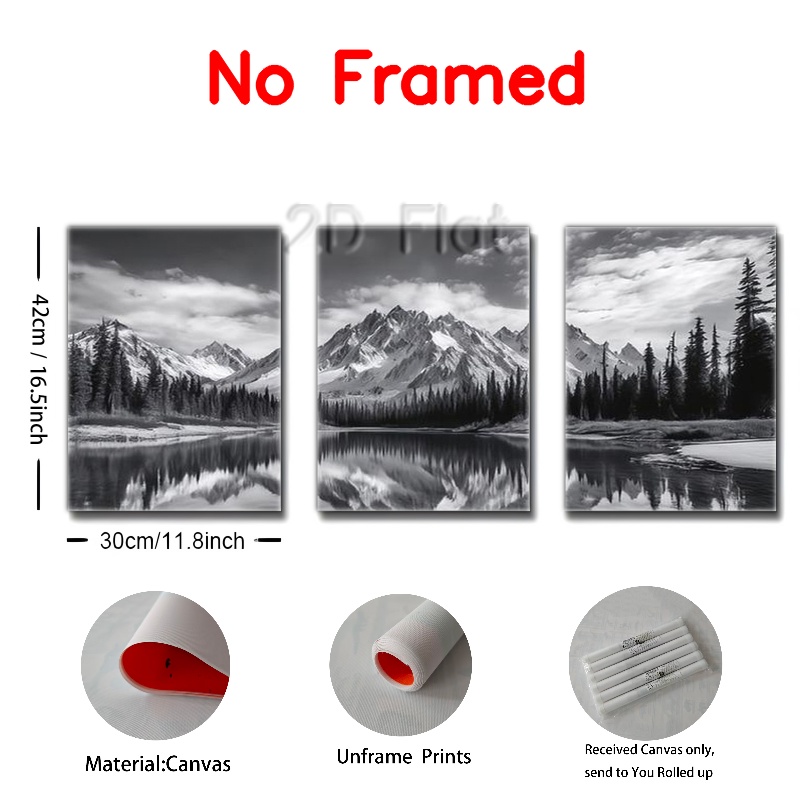 No Framed
2D Flat
42cm / 16.5inch
30cm/11.8inch
Material:Canvas
Unframe Prints
Received Canvas only,
send to You Rolled up